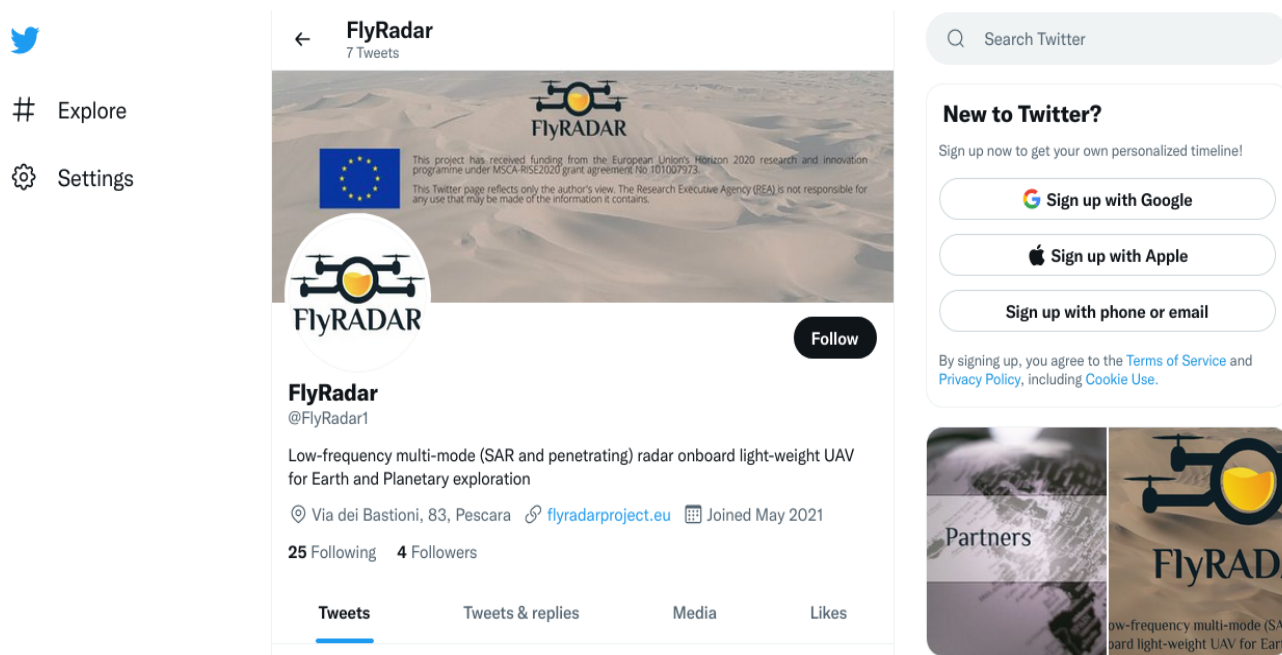 Explore
Settings
FlyRadar
7 Tweets
FlyRADAR
This project has received funding from the European Union's Horizon 2020 research and innovation
programme under MSCA-RISE2020 grant agreement No 101007973.
This Twitter page reflects only the author's view. The Research Executive Agency (REA) is not responsible for
any use that may be made of the information it contains.
FlyRADAR
Follow
FlyRadar
@FlyRadar1
Low-frequency multi-mode (SAR and penetrating) radar onboard light-weight UAV
for Earth and Planetary exploration
Via dei Bastioni, 83, Pescara flyradarproject.eu Joined May 2021
25 Following 4 Followers
Tweets Tweets & replies Media Likes
Search Twitter
New to Twitter?
Sign up now to get your own personalized timeline!
Sign up with Google
Sign up with Apple
Sign up with phone or email
By signing up, you agree to the Terms of Service and
Privacy Policy, including Cookie Use.
Partners
FlyRAD
ow-frequency multi-mode (SA
oard light-weight UAV for Ear